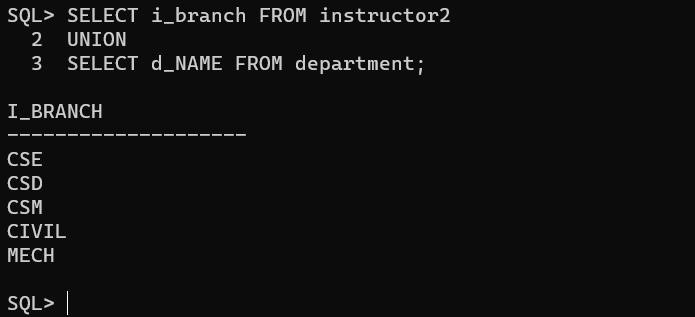 SQL> SELECT i_branch FROM instructor2
  2  UNION
  3  SELECT d_NAME FROM department;
I_BRANCH
--------------------
CSE
CSD
CSM
CIVIL
MECH
SQL>